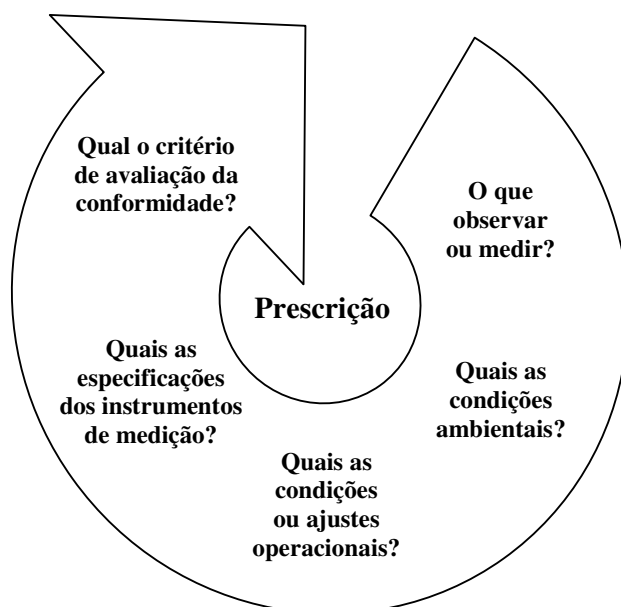 Qual o critério
de avaliação da
conformidade?
O que
observar
ou medir?
Prescrição
Quais as
especificações
dos instrumentos
de medição?
Quais as
condições
ambientais?
Quais as
condições
ou ajustes
operacionais?